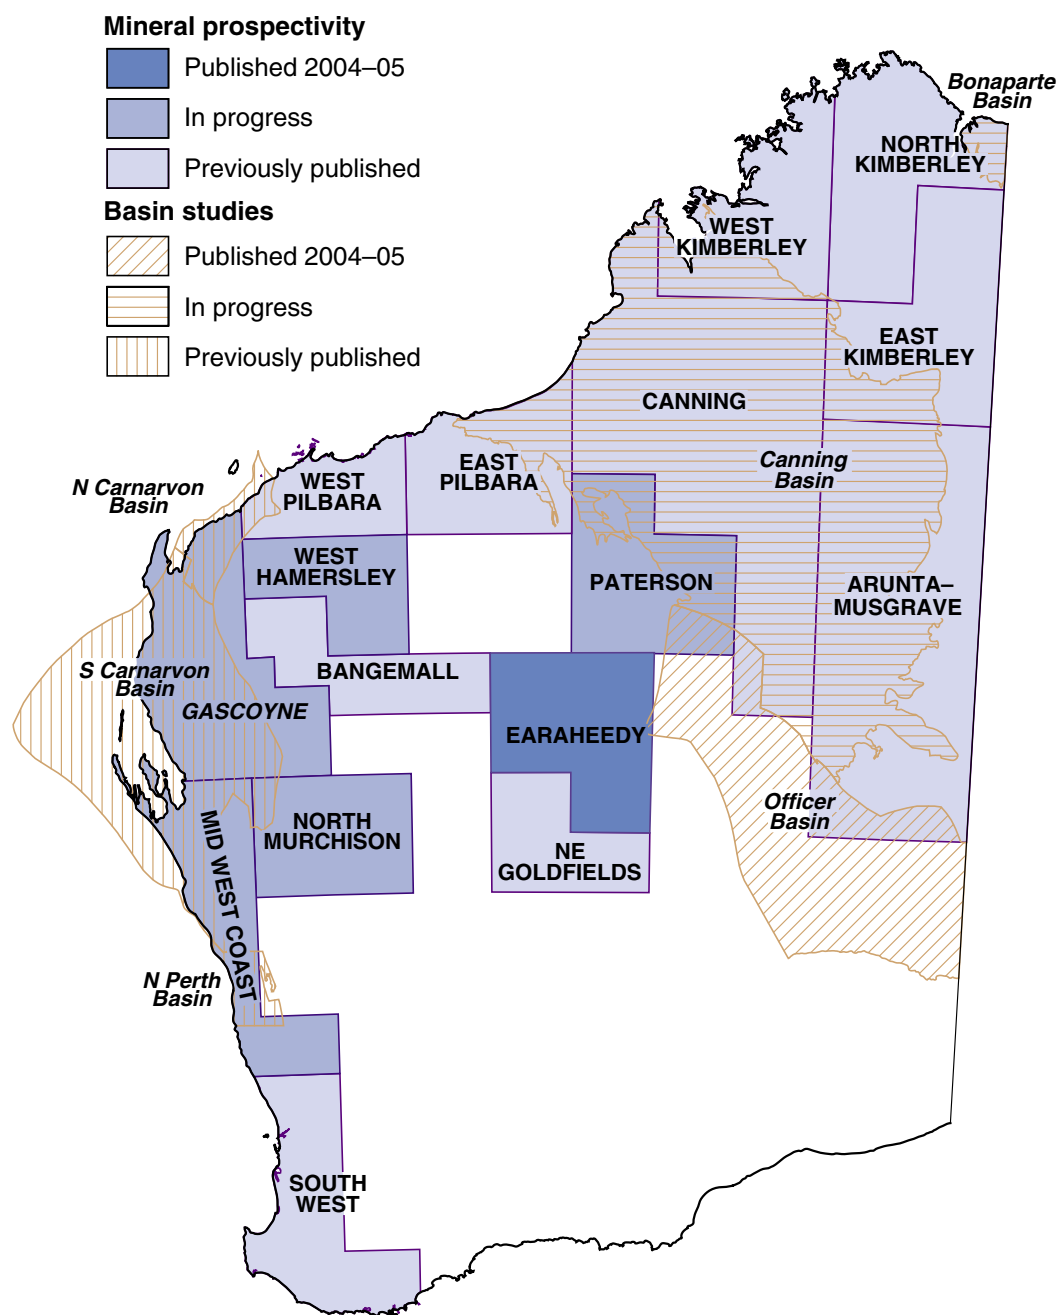 Mineral prospectivity
Published 2004–05
In progress
Previously published
Basin studies
Published 2004–05
In progress
Previously published
Bonaparte
Basin
NORTH
KIMBERLEY
WEST
KIMBERLEY
EAST
KIMBERLEY
CANNING
Canning
Basin
EAST
PILBARA
WEST
PILBARA
N Carnarvon
Basin
WEST
HAMERSLEY
PATERSON
ARUNTA–
MUSGRAVE
S Carnarvon
Basin
BANGEMALL
GASCOYNE
EARAHEEDY
Officer
Basin
NORTH
MURCHISON
MID WEST COAST
NE
GOLDFIELDS
N Perth
Basin
SOUTH
WEST